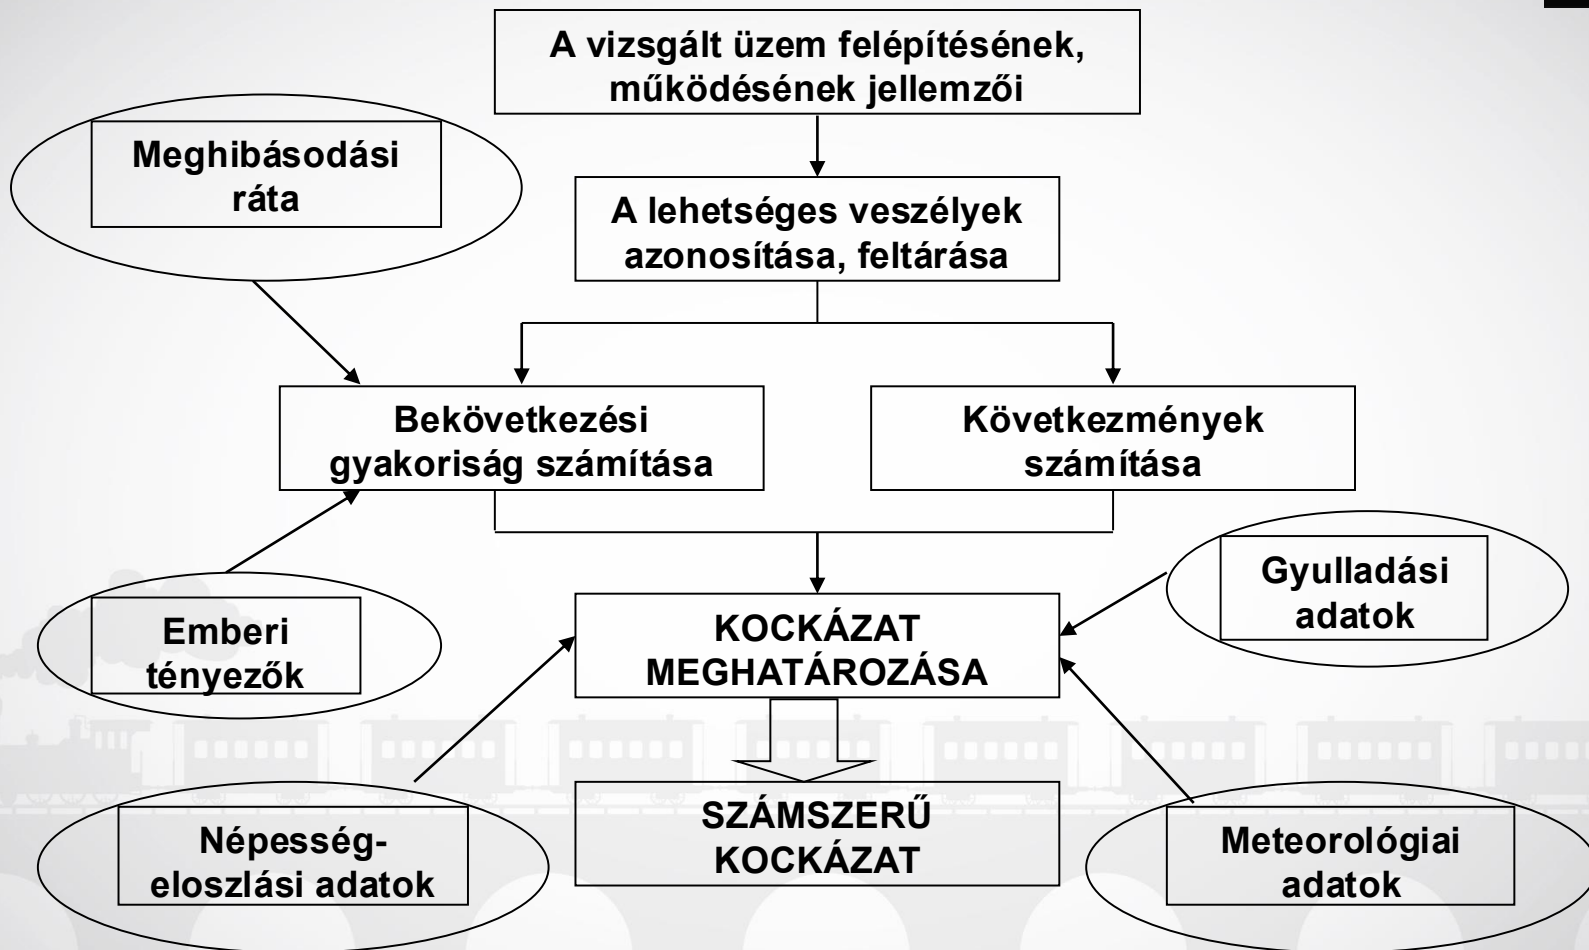 A vizsgált üzem felépítésének,
működésének jellemzői
Meghibásodási
ráta
A lehetséges veszélyek
azonosítása, feltárása
Bekövetkezési
gyakoriság számítása
Következmények
számítása
Gyulladási
adatok
Emberi
tényezők
KOCKÁZAT
MEGHATÁROZÁSA
Népesség-
eloszlási adatok
SZÁMSZERŰ
KOCKÁZAT
Meteorológiai
adatok